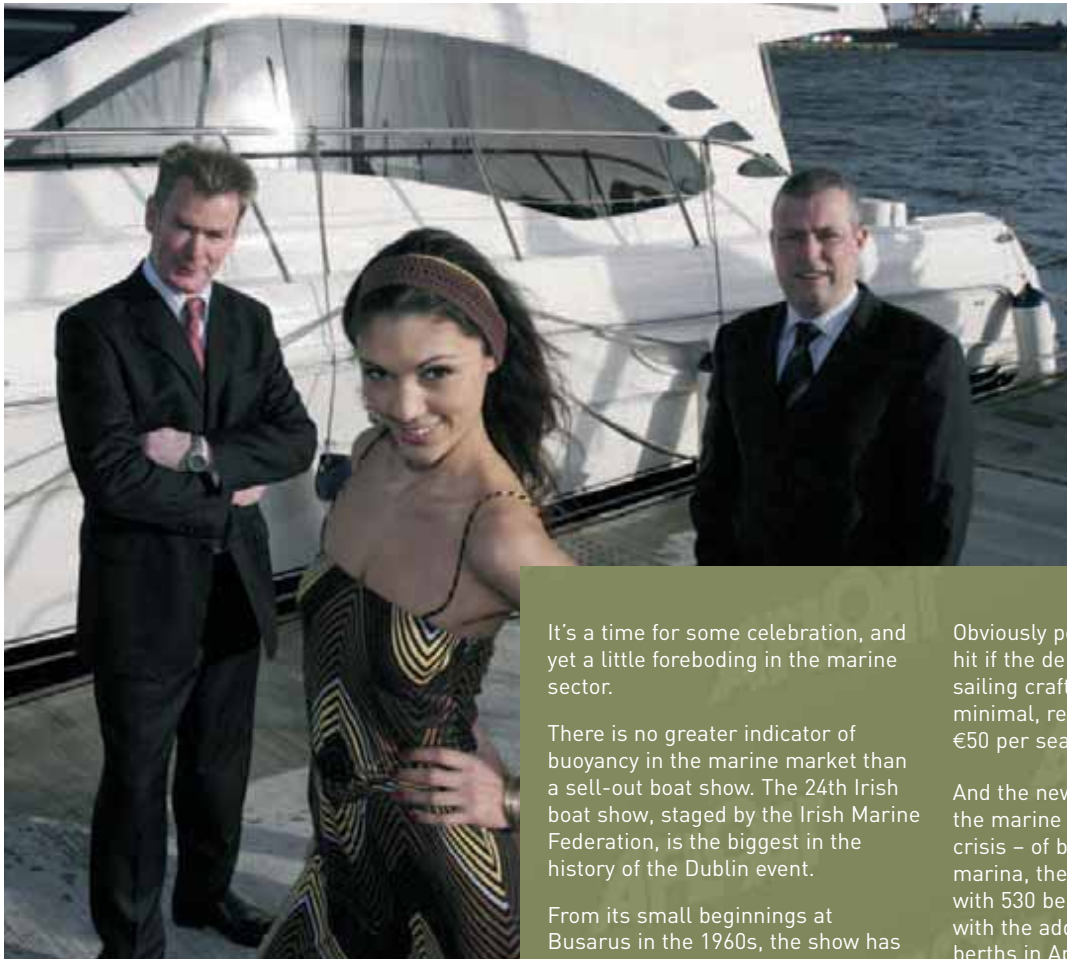 It's a time for some celebration, and
yet a little foreboding in the marine
sector.
There is no greater indicator of
buoyancy in the marine market than
a sell-out boat show. The 24th Irish
boat show, staged by the Irish Marine
Federation, is the biggest in the
history of the Dublin event.
From its small beginnings at
Busarus in the 1960s, the show has
Obviously
hit if the
sailing
minimal,
€50 per
And the
the marine
crisis – of
marina,
with 530
with the
berths in